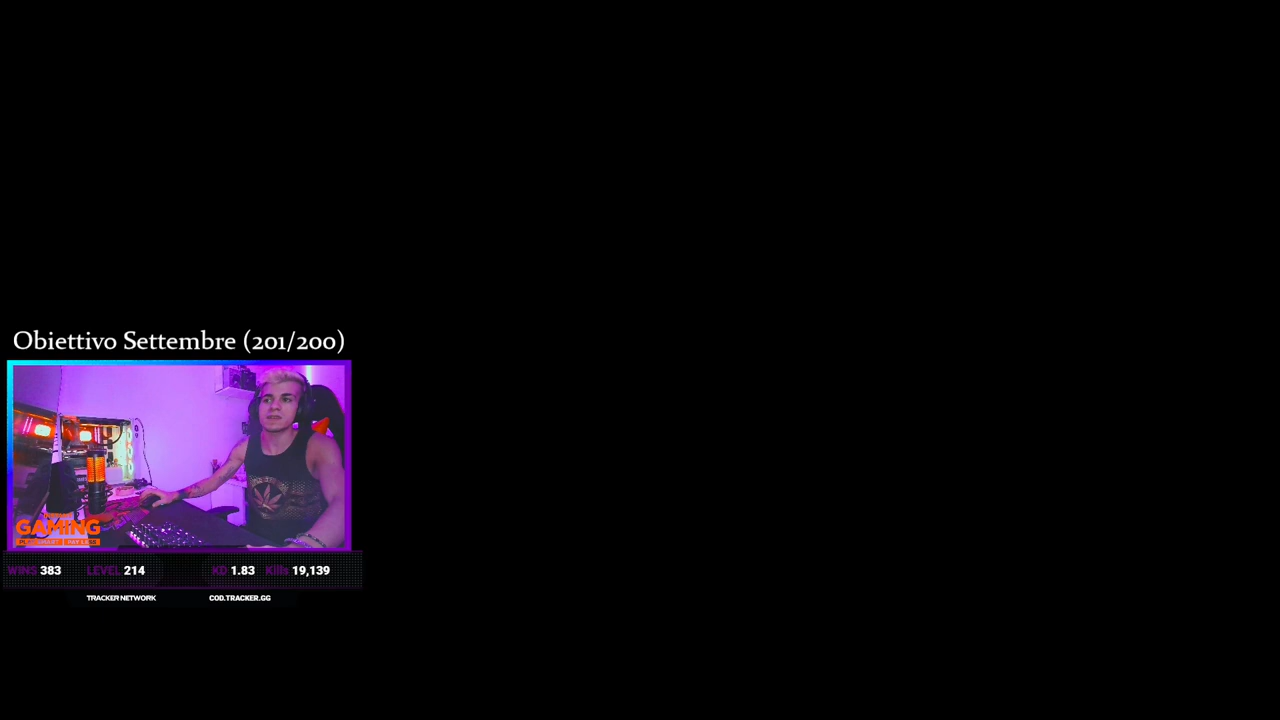 Obiettivo Settembre (201/200)
GAMING
WINS 383 LEVEL 214 KD 1.83 Kills 19,139
TRACKER NETWORK COD.TRACKER.GG